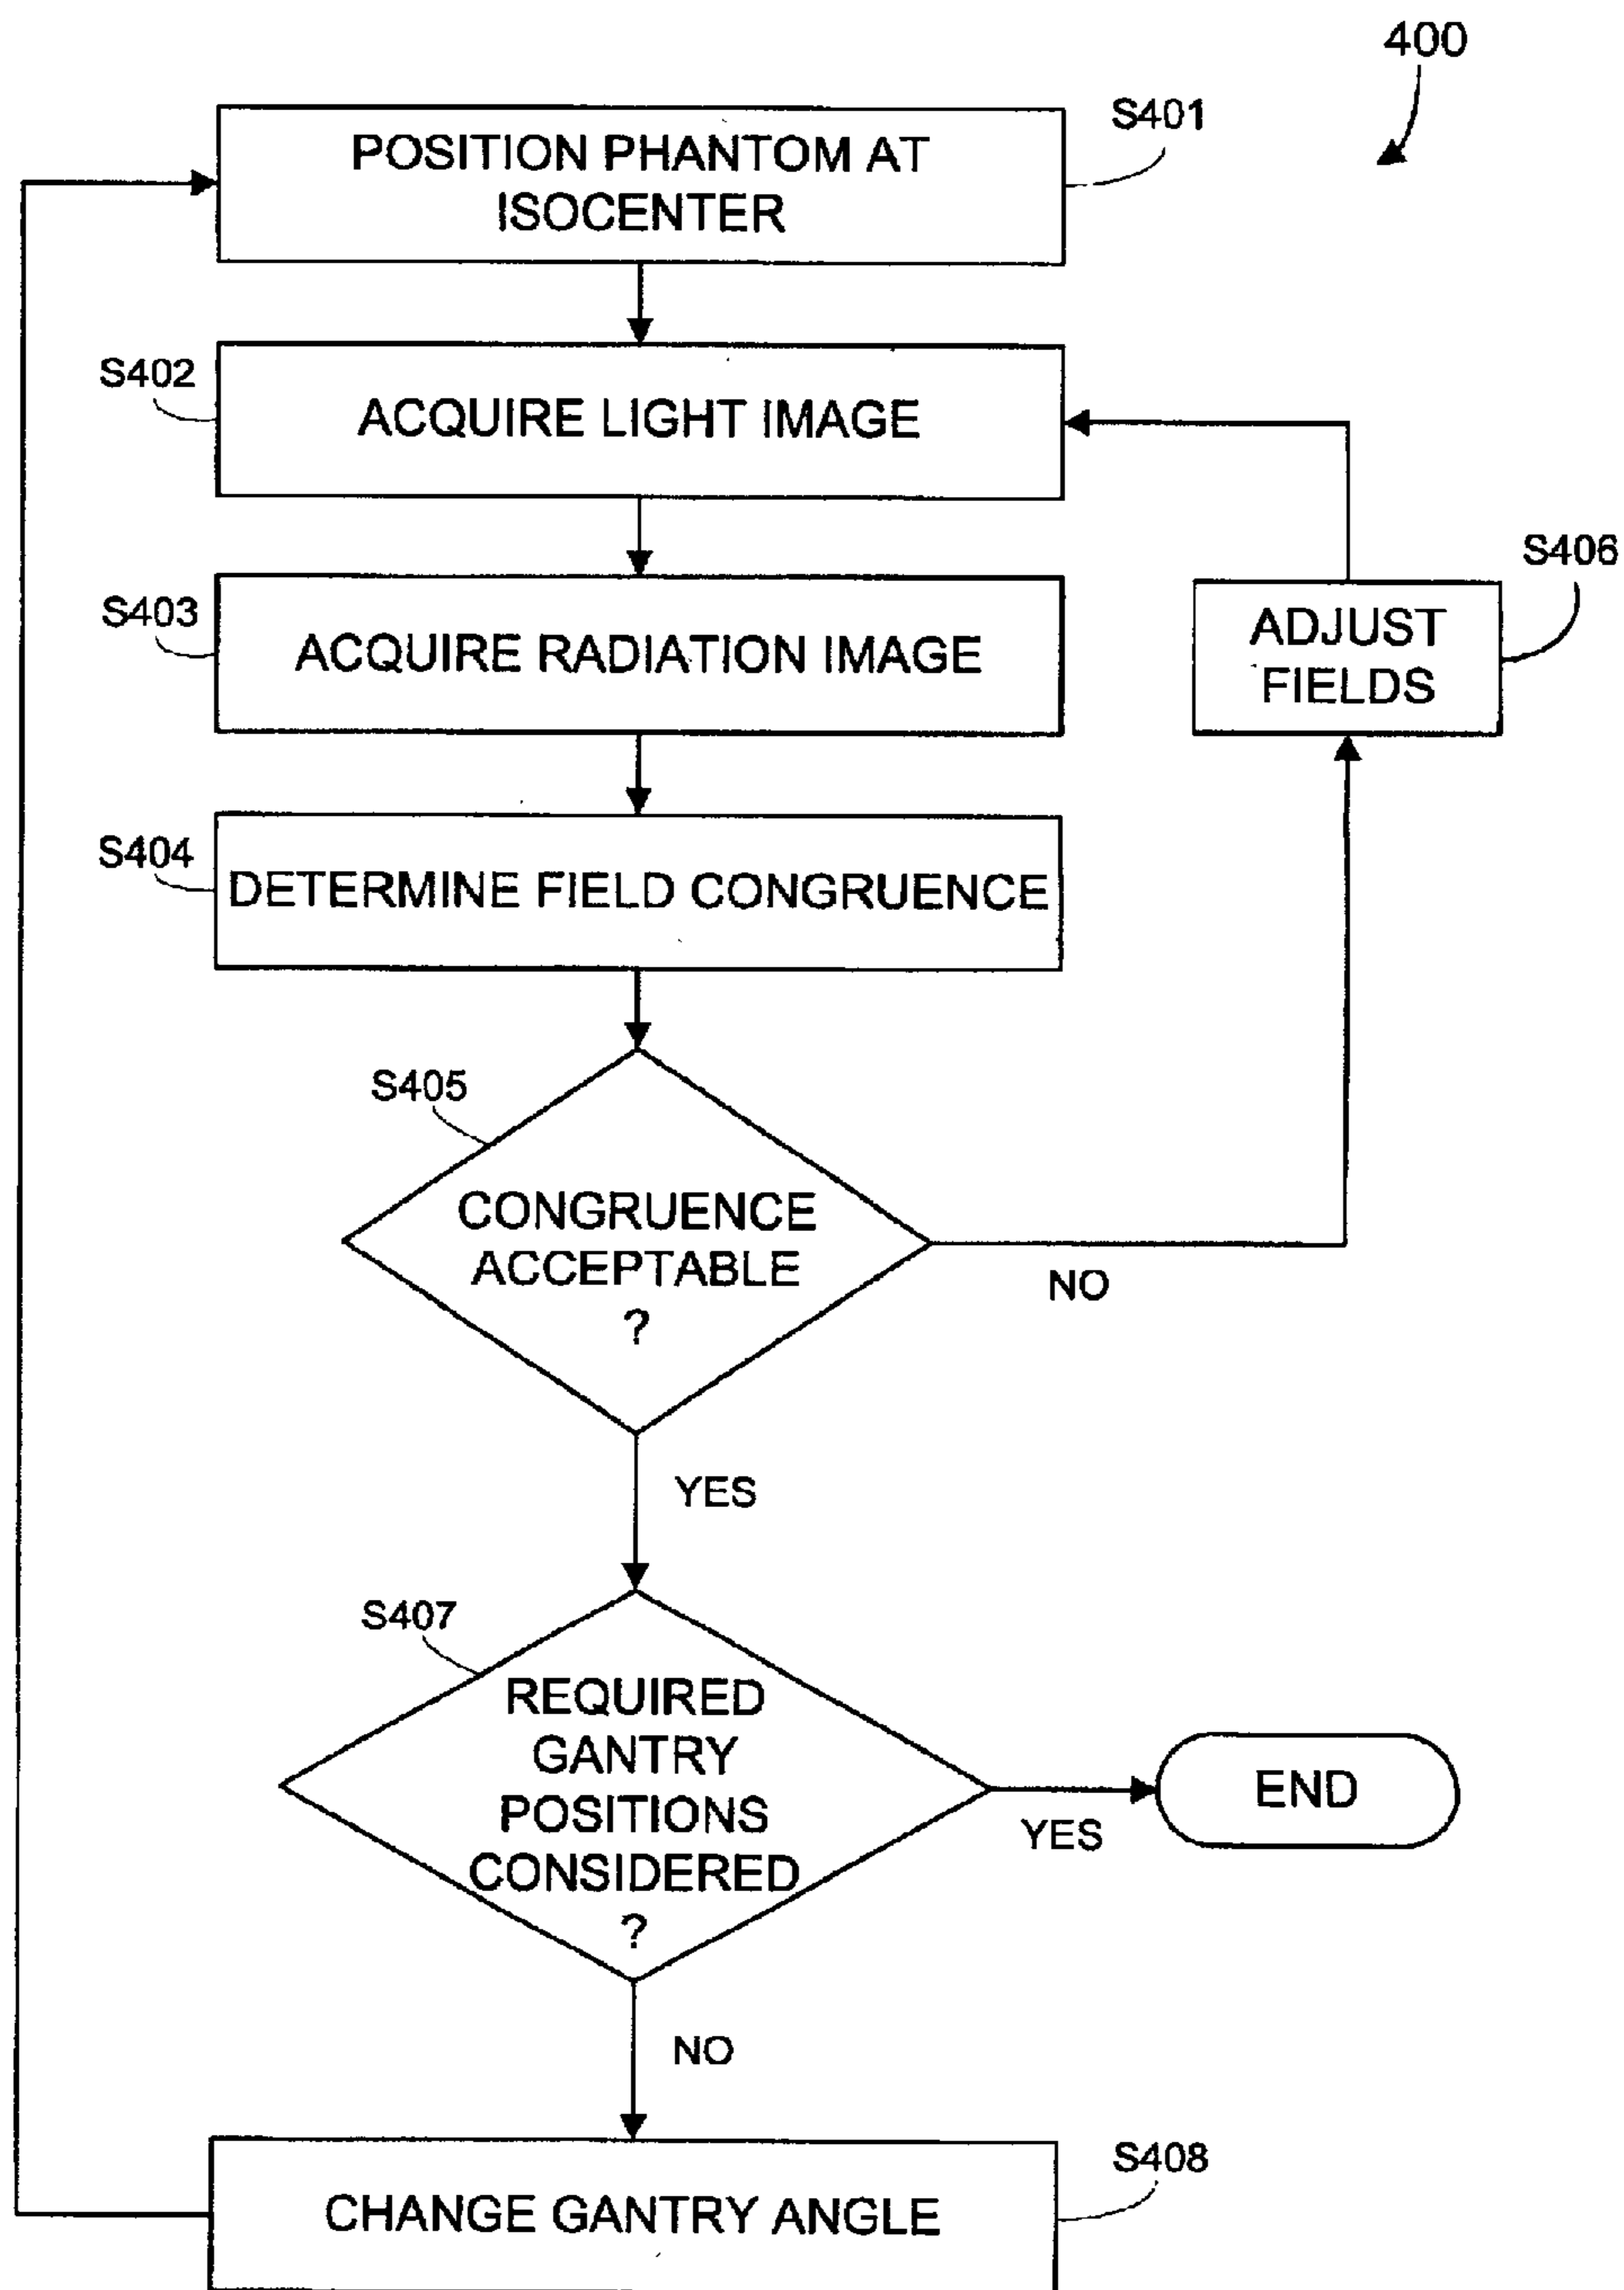 400
S401
POSITION PHANTOM AT
ISOCENTER
S402
ACQUIRE LIGHT IMAGE
S403
ACQUIRE RADIATION IMAGE
S406
ADJUST
FIELDS
S404
DETERMINE FIELD CONGRUENCE
S405
CONGRUENCE
ACCEPTABLE
?
NO
YES
S407
REQUIRED
GANTRY
POSITIONS
CONSIDERED
?
YES
END
NO
S408
CHANGE GANTRY ANGLE